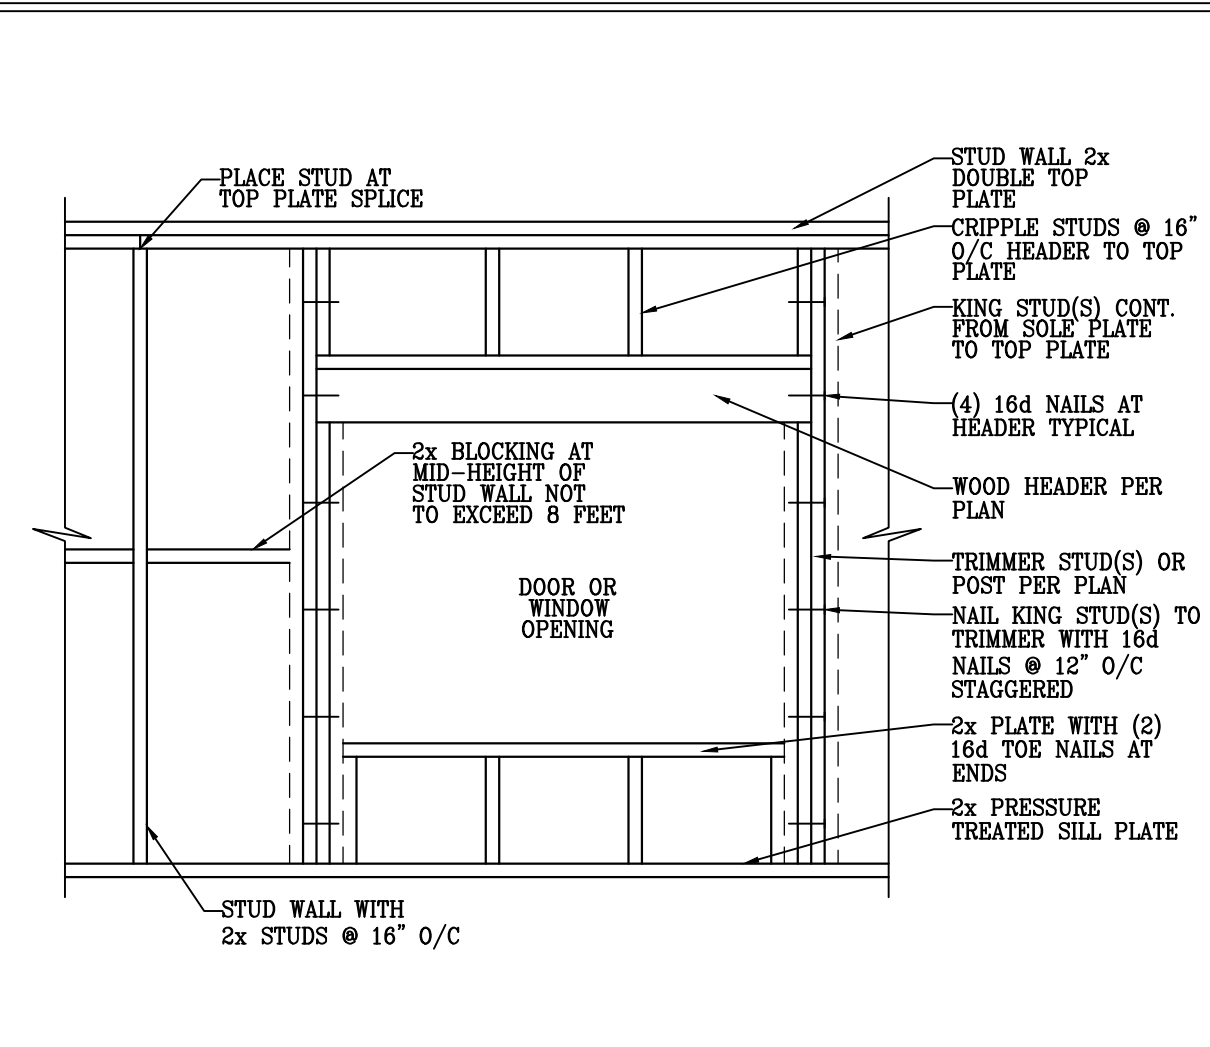 PLACE STUD AT
TOP PLATE SPLICE
STUD WALL 2x
DOUBLE TOP
PLATE
CRIPPLE STUDS @ 16"
O/C HEADER TO TOP
PLATE
KING STUD(S) CONT.
FROM SOLE PLATE
TO TOP PLATE
(4) 16d NAILS AT
HEADER TYPICAL
2x BLOCKING AT
MID-HEIGHT OF
STUD WALL NOT
TO EXCEED 8 FEET
WOOD HEADER PER
PLAN
DOOR OR
WINDOW
OPENING
TRIMMER STUD(S) OR
POST PER PLAN
NAIL KING STUD(S) TO
TRIMMER WITH 16d
NAILS @ 12" O/C
STAGGERED
2x PLATE WITH (2)
16d TOE NAILS AT
ENDS
2x PRESSURE
TREATED SILL PLATE
STUD WALL WITH
2x STUDS @ 16" O/C